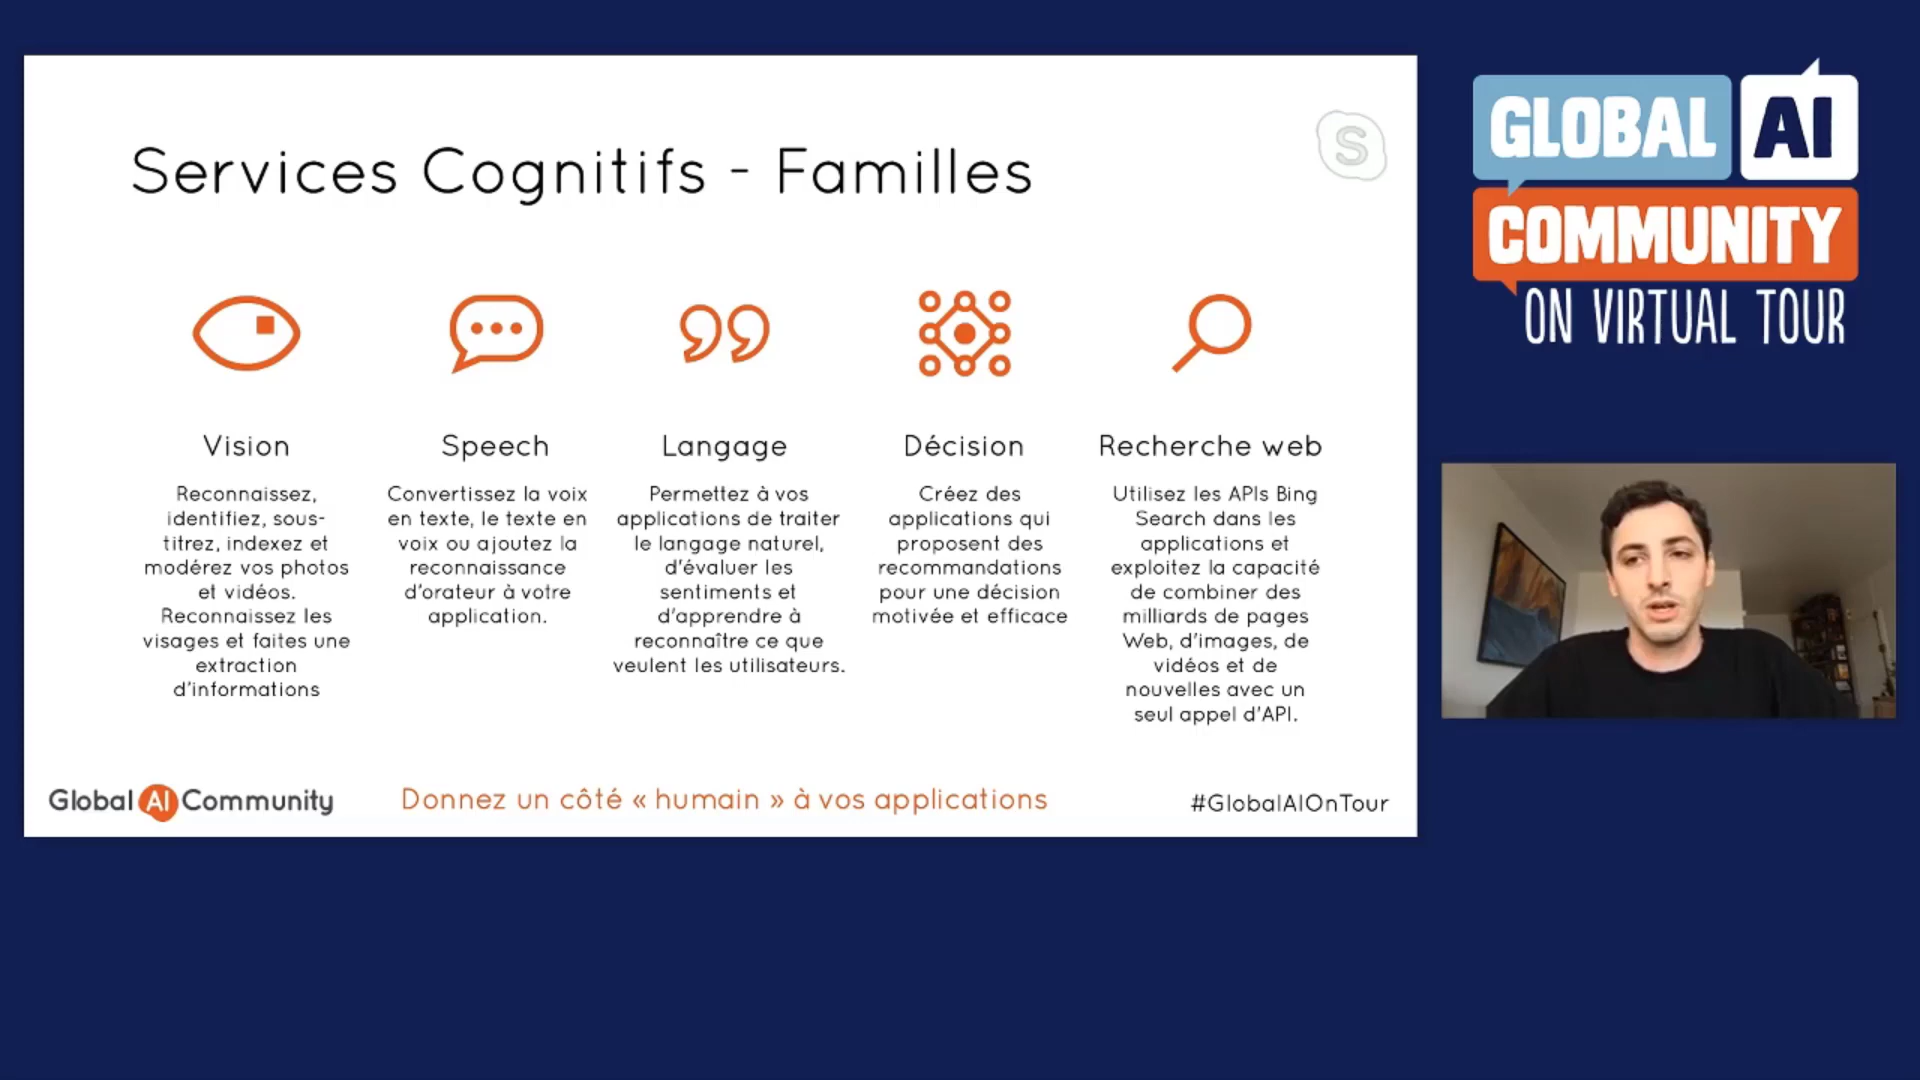 Services Cognitifs - Familles
S
Vision
Reconnaissez,
identifiez, sous-
titrez, indexez et
modérez vos photos
et vidéos.
Reconnaissez les
visages et faites une
extraction
d'informations
Speech
Convertissez la voix
en texte, le texte en
voix ou ajoutez la
reconnaissance
d'orateur à votre
application.
Langage
Permettez à vos
applications de traiter
le langage naturel,
d'évaluer les
sentiments et
d'apprendre à
reconnaître ce que
veulent les utilisateurs.
Décision
Créez des
applications qui
proposent des
recommandations
pour une décision
motivée et efficace
Recherche web
Utilisez les APIs Bing
Search dans les
applications et
exploitez la capacité
de combiner des
milliards de pages
Web, d'images, de
vidéos et de
nouvelles avec un
seul appel d'API.
Global AI Community
Donnez un côté « humain » à vos applications
#GlobalAIOnTour
GLOBAL AI
COMMUNITY
ON VIRTUAL TOUR